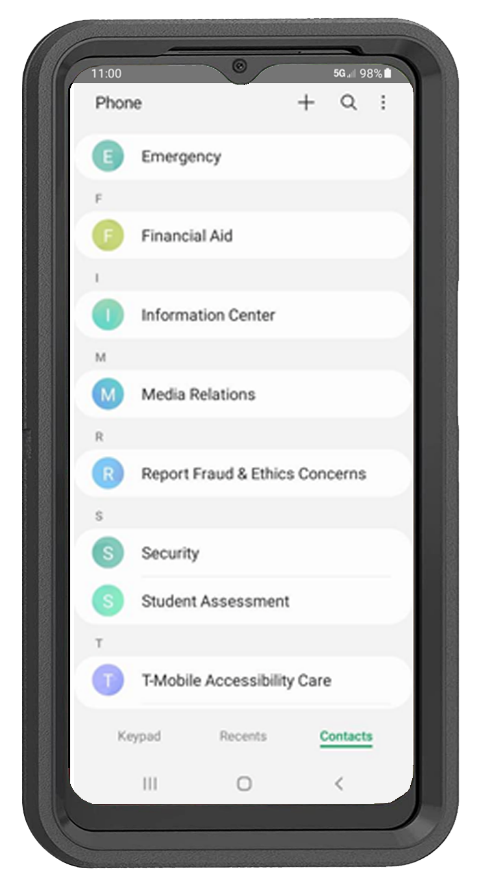 11:00 5G 98%
Phone
E Emergency
F
F Financial Aid
I
I Information Center
M
M Media Relations
R
R Report Fraud & Ethics Concerns
S
S Security
S Student Assessment
T
T T-Mobile Accessibility Care
Keypad Recents Contacts